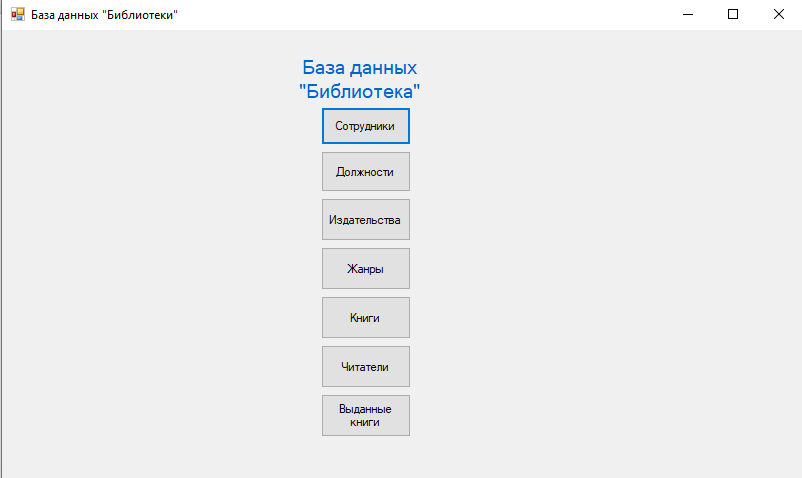 База данных "Библиотеки"
База данных
"Библиотека"
Сотрудники
Должности
Издательства
Жанры
Книги
Читатели
Выданные
книги